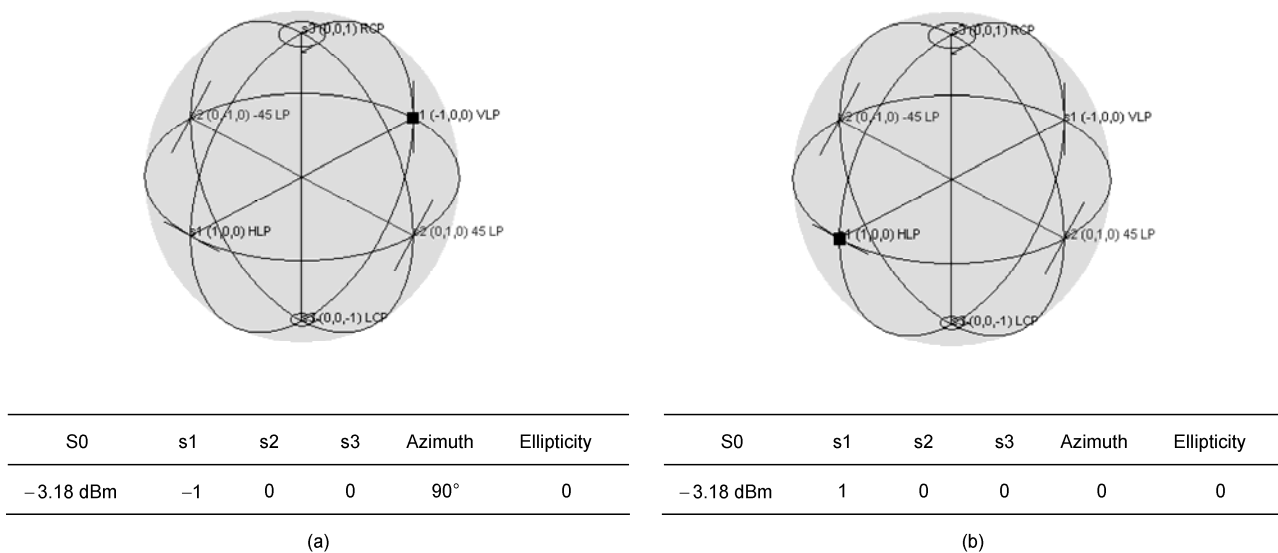 s3 (0,0,1) RCP
s2 (0,-1,0) -45 LP
s1 (-1,0,0) VLP
s1 (1,0,0) HLP
s2 (0,1,0) 45 LP
s3 (0,0,-1) LCP
S0 s1 s2 s3 Azimuth Ellipticity
−3.18 dBm −1 0 0 90° 0
(a)
s3 (0,0,1) RCP
s2 (0,-1,0) -45 LP
s1 (-1,0,0) VLP
s1 (1,0,0) HLP
s2 (0,1,0) 45 LP
s3 (0,0,-1) LCP
S0 s1 s2 s3 Azimuth Ellipticity
−3.18 dBm 1 0 0 0 0
(b)